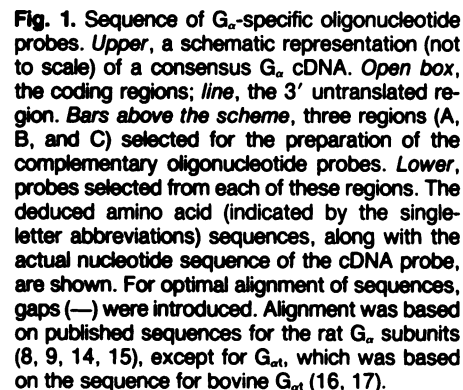 Fig. 1. Sequence of Gα-specific oligonucleotide
probes. Upper, a schematic representation (not
to scale) of a consensus Gα cDNA. Open box,
the coding regions; line, the 3′ untranslated re-
gion. Bars above the scheme, three regions (A,
B, and C) selected for the preparation of the
complementary oligonucleotide probes. Lower,
probes selected from each of these regions. The
deduced amino acid (indicated by the single-
letter abbreviations) sequences, along with the
actual nucleotide sequence of the cDNA probe,
are shown. For optimal alignment of sequences,
gaps (—) were introduced. Alignment was based
on published sequences for the rat Gα subunits
(8, 9, 14, 15), except for Gαt, which was based
on the sequence for bovine Gαt (16, 17).